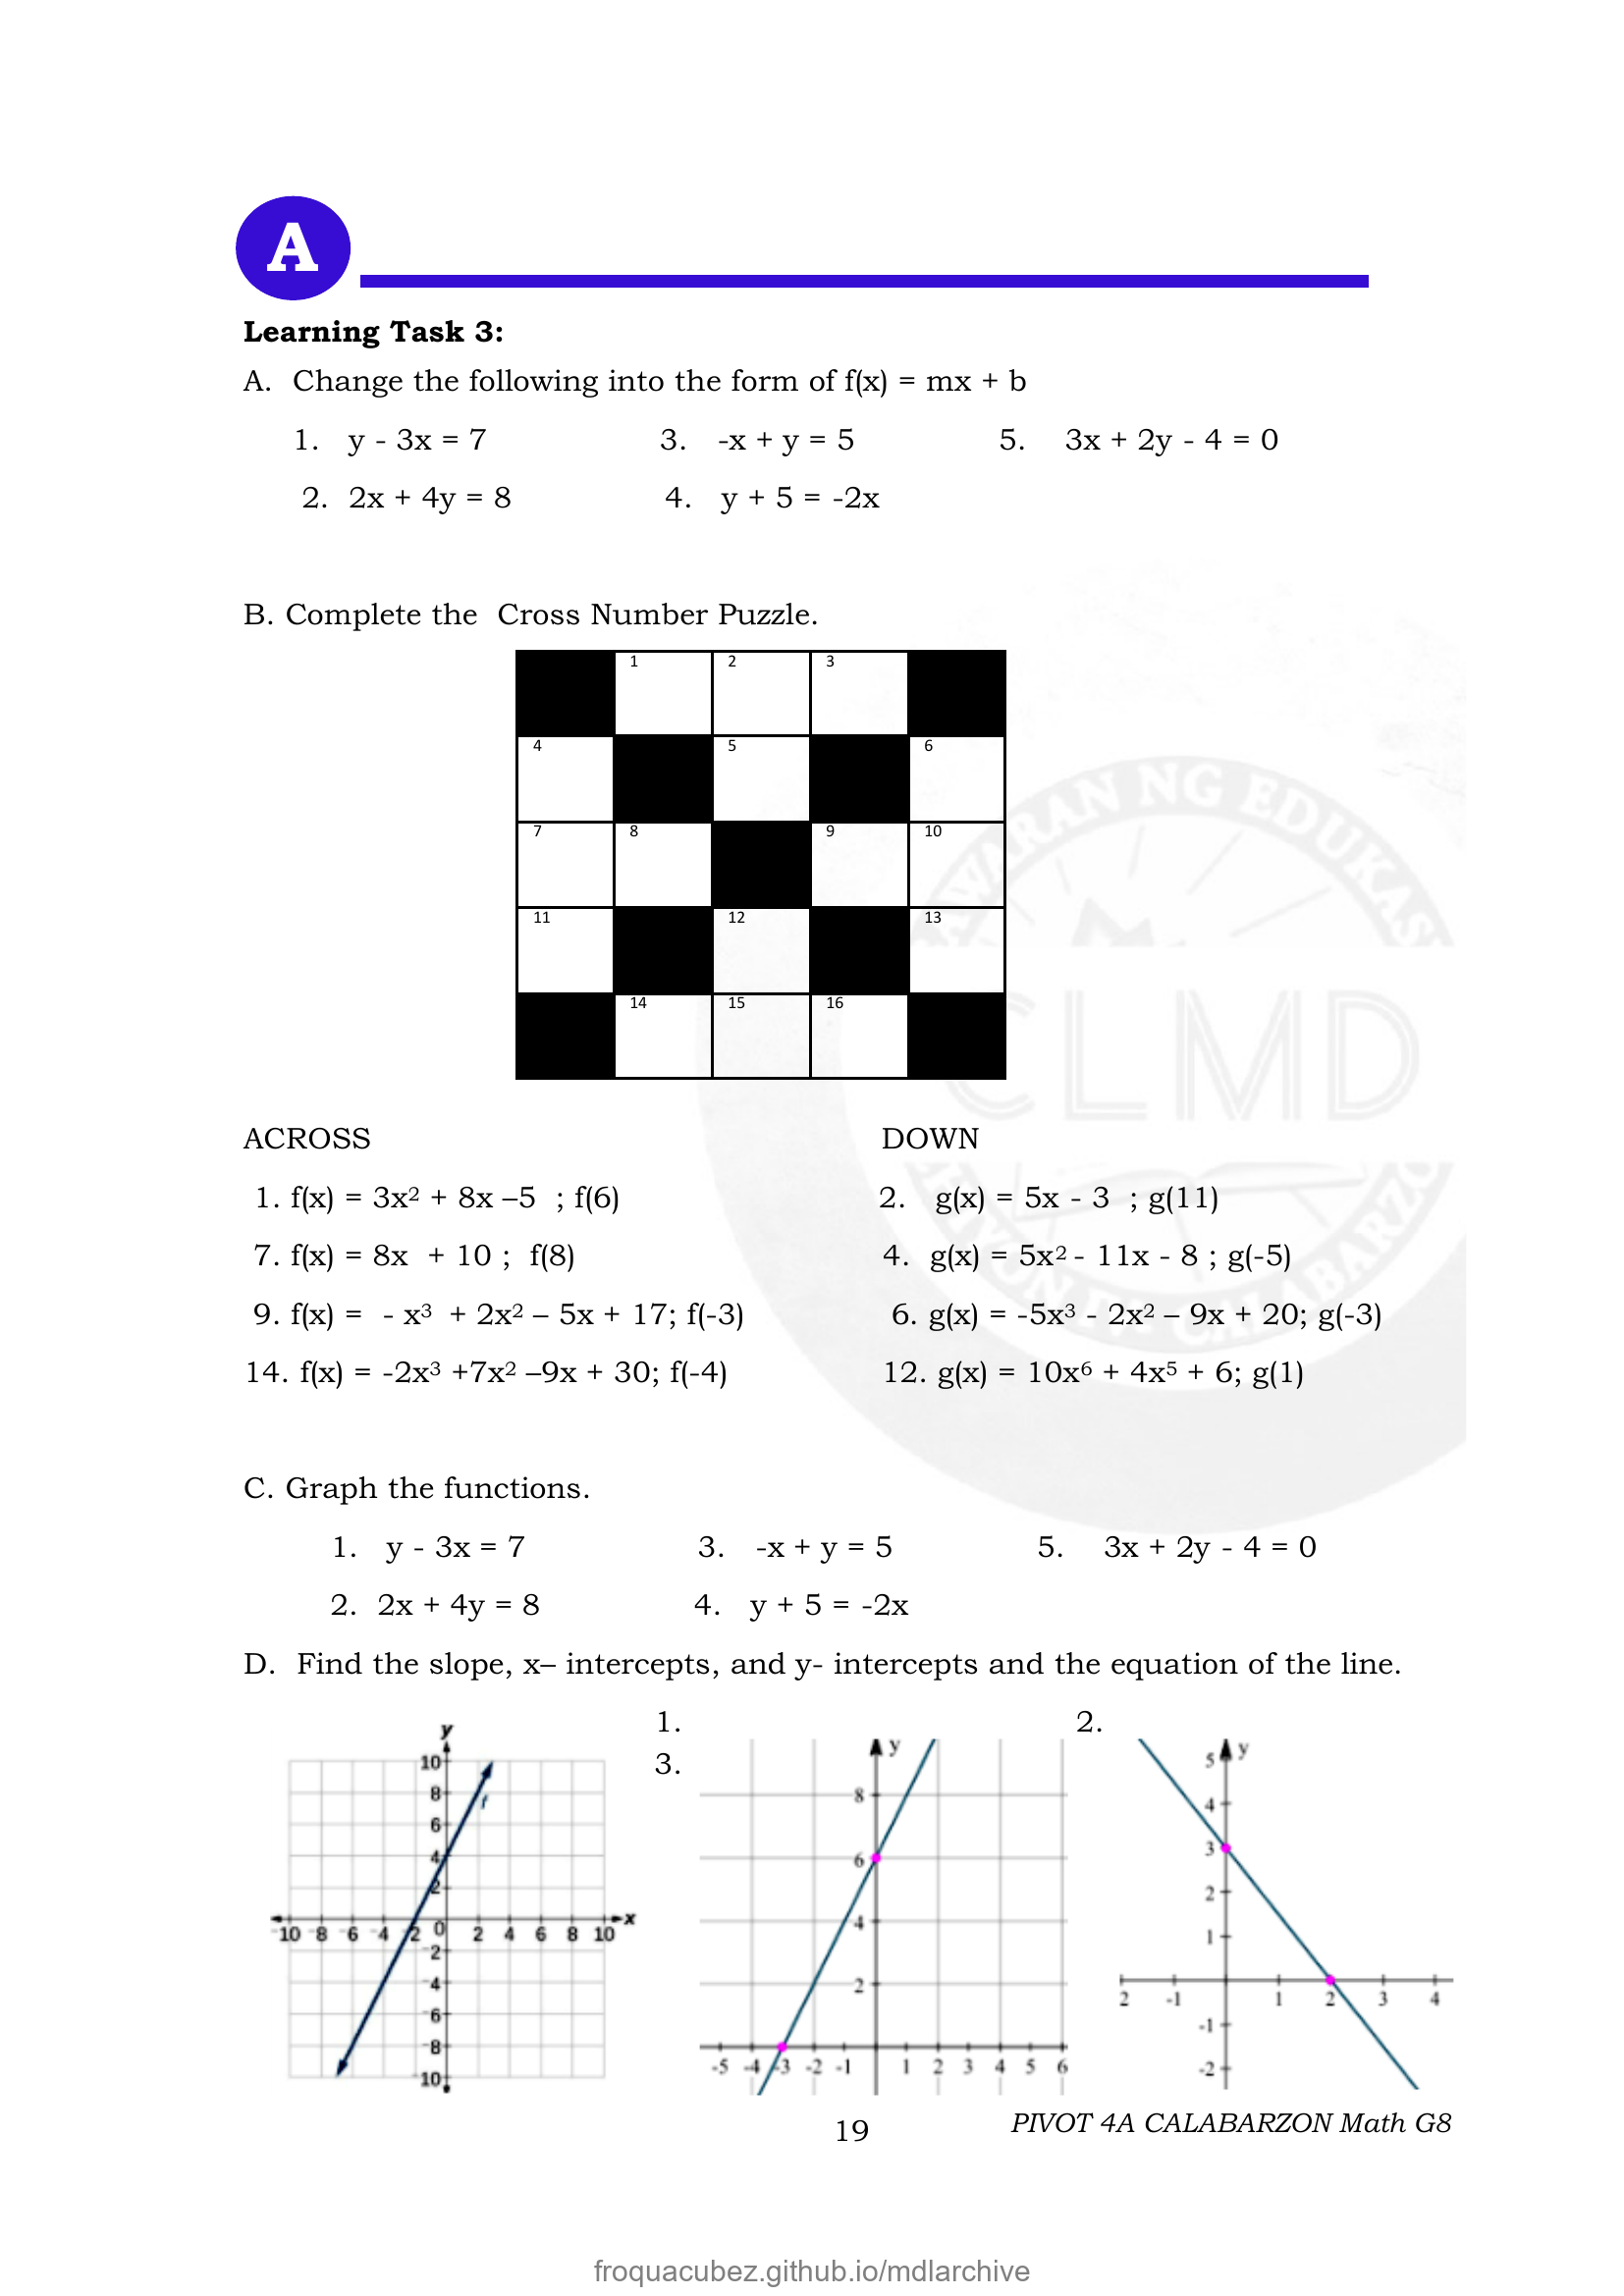 A
Learning Task 3:
A. Change the following into the form of f(x) = mx + b
1. y - 3x = 7 3. -x + y = 5 5. 3x + 2y - 4 = 0
2. 2x + 4y = 8 4. y + 5 = -2x
B. Complete the Cross Number Puzzle.
1 2 3
4 5 6
7 8 9 10
11 12 13
14 15 16
ACROSS DOWN
1. f(x) = 3x² + 8x –5 ; f(6) 2. g(x) = 5x - 3 ; g(11)
7. f(x) = 8x + 10 ; f(8) 4. g(x) = 5x² - 11x - 8 ; g(-5)
9. f(x) = - x³ + 2x² – 5x + 17; f(-3) 6. g(x) = -5x³ - 2x² – 9x + 20; g(-3)
14. f(x) = -2x³ +7x² –9x + 30; f(-4) 12. g(x) = 10x⁶ + 4x⁵ + 6; g(1)
C. Graph the functions.
1. y - 3x = 7 3. -x + y = 5 5. 3x + 2y - 4 = 0
2. 2x + 4y = 8 4. y + 5 = -2x
D. Find the slope, x– intercepts, and y- intercepts and the equation of the line.
1. 2.
3.
y
10
8
6
4
2
-10 -8 -6 -4 -2 0 2 4 6 8 10 x
-2
-4
-6
-8
-10
y
8
6
4
2
-5 -4 -3 -2 -1 1 2 3 4 5 6
y
5
4
3
2
1
2 -1 1 2 3 4
-1
-2
CLMD
19
PIVOT 4A CALABARZON Math G8
froquacubez.github.io/mdlarchive